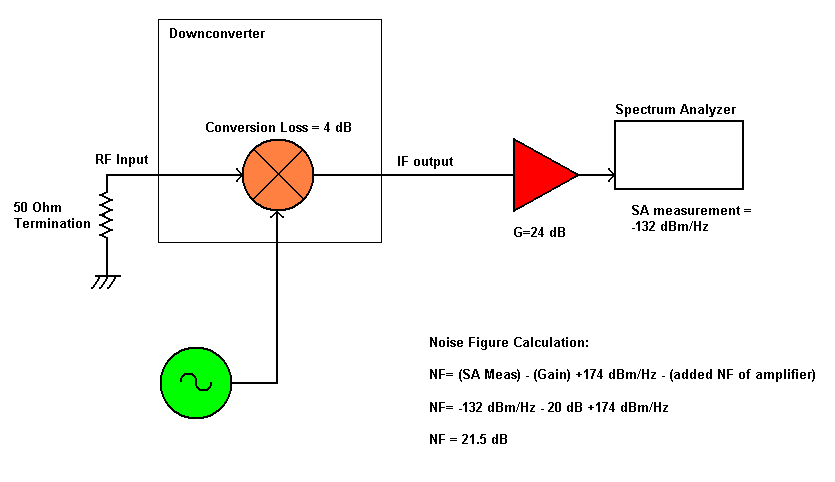 Downconverter
Conversion Loss = 4 dB
RF Input
IF output
Spectrum Analyzer
50 Ohm
Termination
SA measurement =
-132 dBm/Hz
G=24 dB
Noise Figure Calculation:
NF= (SA Meas) - (Gain) +174 dBm/Hz - (added NF of amplifier)
NF= -132 dBm/Hz - 20 dB +174 dBm/Hz
NF = 21.5 dB